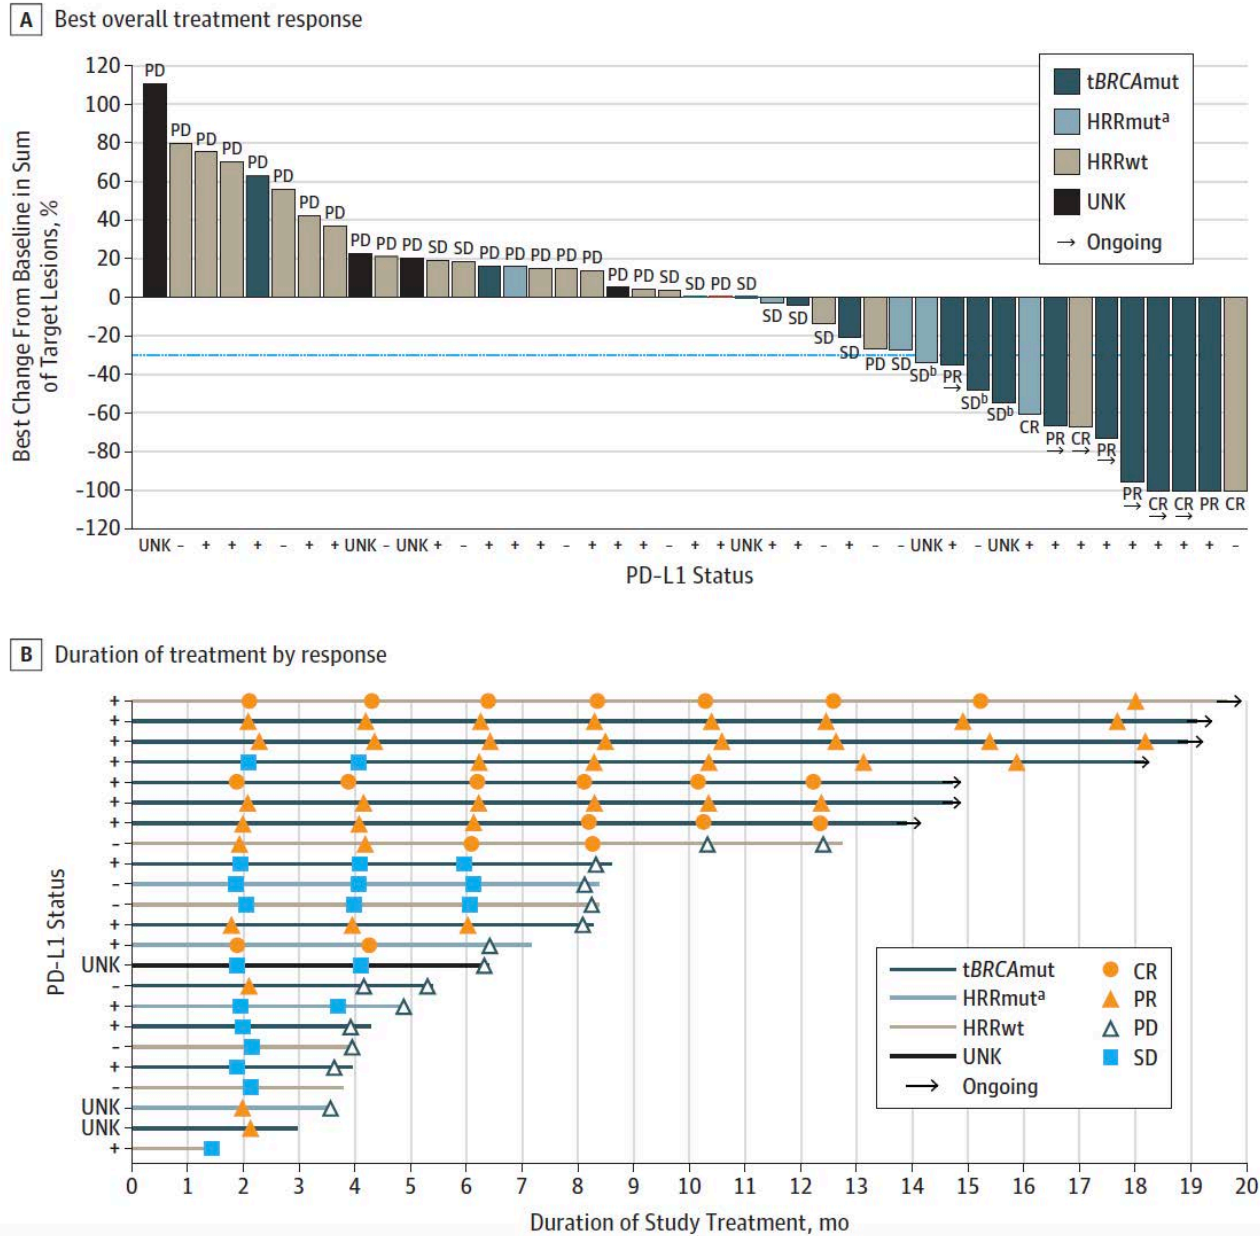 A Best overall treatment response
Best Change From Baseline in Sum
of Target Lesions, %
120
100
80
60
40
20
0
-20
-40
-60
-80
-100
-120
tBRCAmut
HRRmutᵃ
HRRwt
UNK
→ Ongoing
PD PD PD PD PD PD PD PD PD PD PD SD SD PD PD PD PD PD PD PD SD SD PD SD
SD SD SD SD PD SD SDᵇ PR SDᵇ SDᵇ CR PR CR PR PR CR CR PR CR
→ → → → → → →
UNK - + + + - + + UNK - UNK + - + + + - + + + - + + UNK + + - + - - UNK + - UNK + + + + + + + + -
PD-L1 Status
B Duration of treatment by response
PD-L1 Status
+
+
+
+
+
+
+
-
+
-
-
+
+
UNK
-
+
+
-
+
-
UNK
UNK
+
tBRCAmut
HRRmutᵃ
HRRwt
UNK
→ Ongoing
CR
PR
PD
SD
0 1 2 3 4 5 6 7 8 9 10 11 12 13 14 15 16 17 18 19 20
Duration of Study Treatment, mo